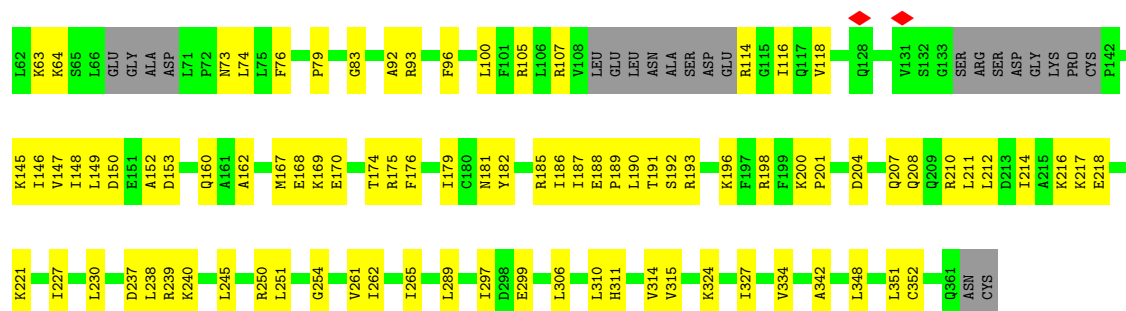 L62 K63 K64 S65 L66 GLU GLY ALA ASP L71 P72 N73 L74 L75 F76 P79 G83 A92 R93 F96 L100 F101 R105 L106 R107 V108 LEU GLU LEU ASN ALA SER ASP GLU R114 G115 I116 Q117 V118 Q128 V131 S132 G133 SER ARG SER ASP GLY LYS PRO CYS P142
K145 I146 V147 I148 L149 D150 E151 A152 D153 Q160 A161 A162 M167 E168 K169 E170 T174 R175 F176 I179 C180 N181 Y182 R185 I186 I187 E188 P189 L190 T191 S192 R193 K196 F197 R198 F199 K200 P201 D204 Q207 Q208 Q209 R210 L211 L212 D213 I214 A215 K216 K217 E218
K221 I227 L230 D237 L238 R239 K240 L245 R250 L251 G254 V261 I262 I265 L289 I297 D298 E299 L306 L310 H311 V314 V315 K324 I327 V334 A342 L348 L351 C352 Q361 ASN CYS